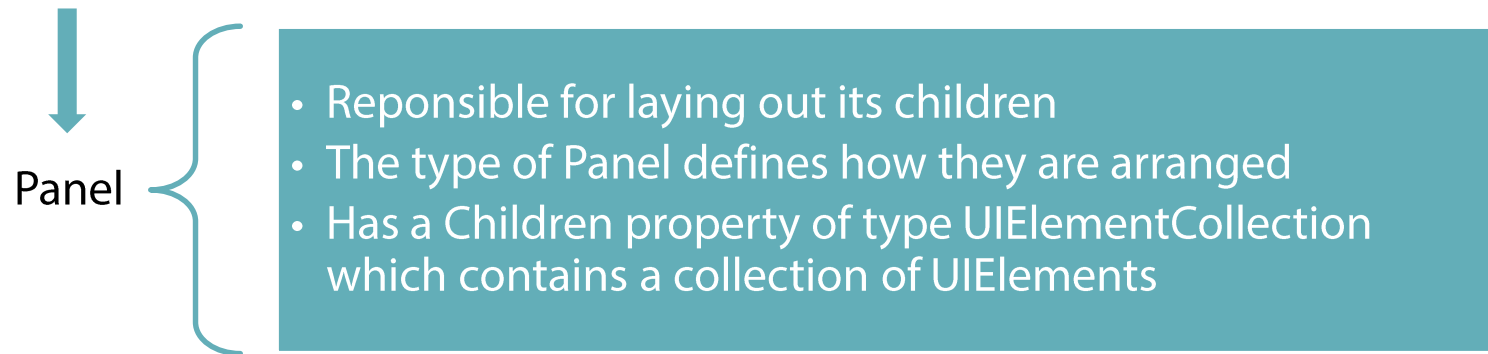 Panel
• Reponsible for laying out its children
• The type of Panel defines how they are arranged
• Has a Children property of type UIElementCollection
which contains a collection of UIElements